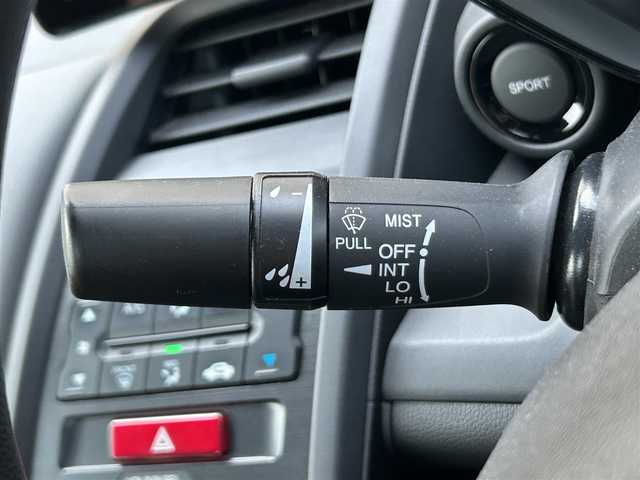 SPORT
MIST
PULL
OFF
INT
LO
HI
- 
+